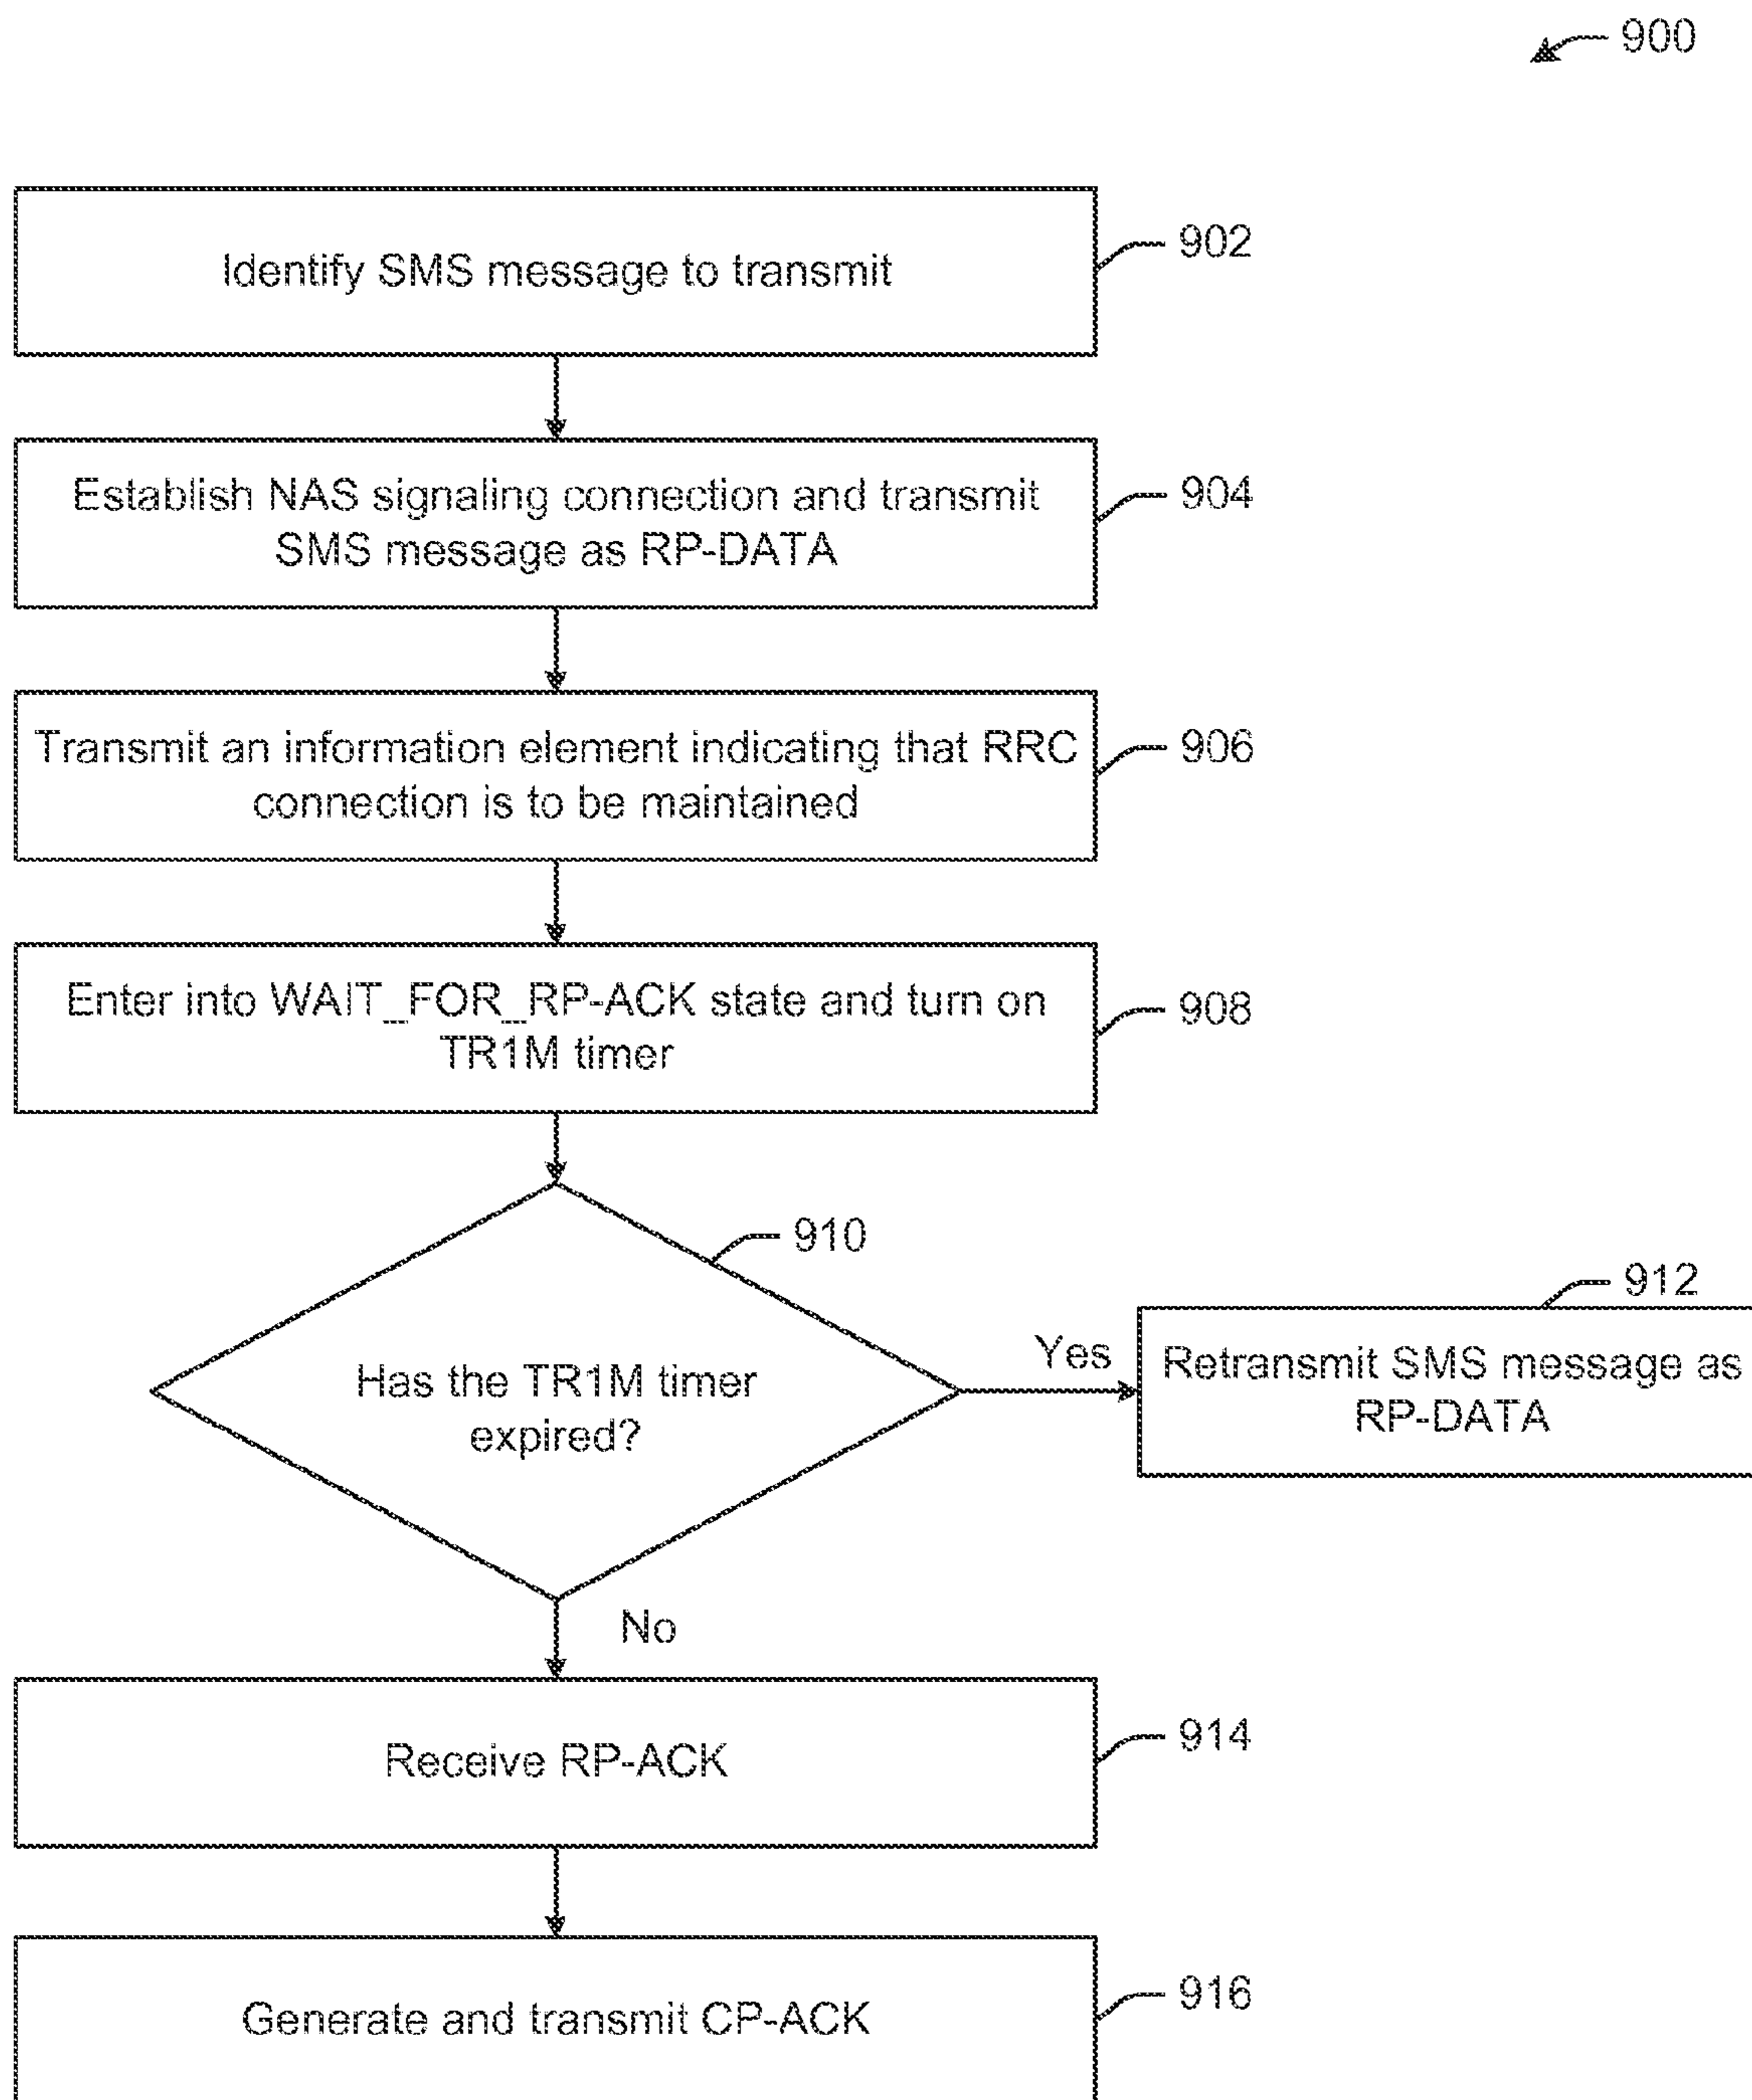 900
Identify SMS message to transmit
902
Establish NAS signaling connection and transmit
SMS message as RP-DATA
904
Transmit an information element indicating that RRC
connection is to be maintained
906
Enter into WAIT_FOR_RP-ACK state and turn on
TR1M timer
908
910
Has the TR1M timer
expired?
Yes
912
Retransmit SMS message as
RP-DATA
No
Receive RP-ACK
914
Generate and transmit CP-ACK
916